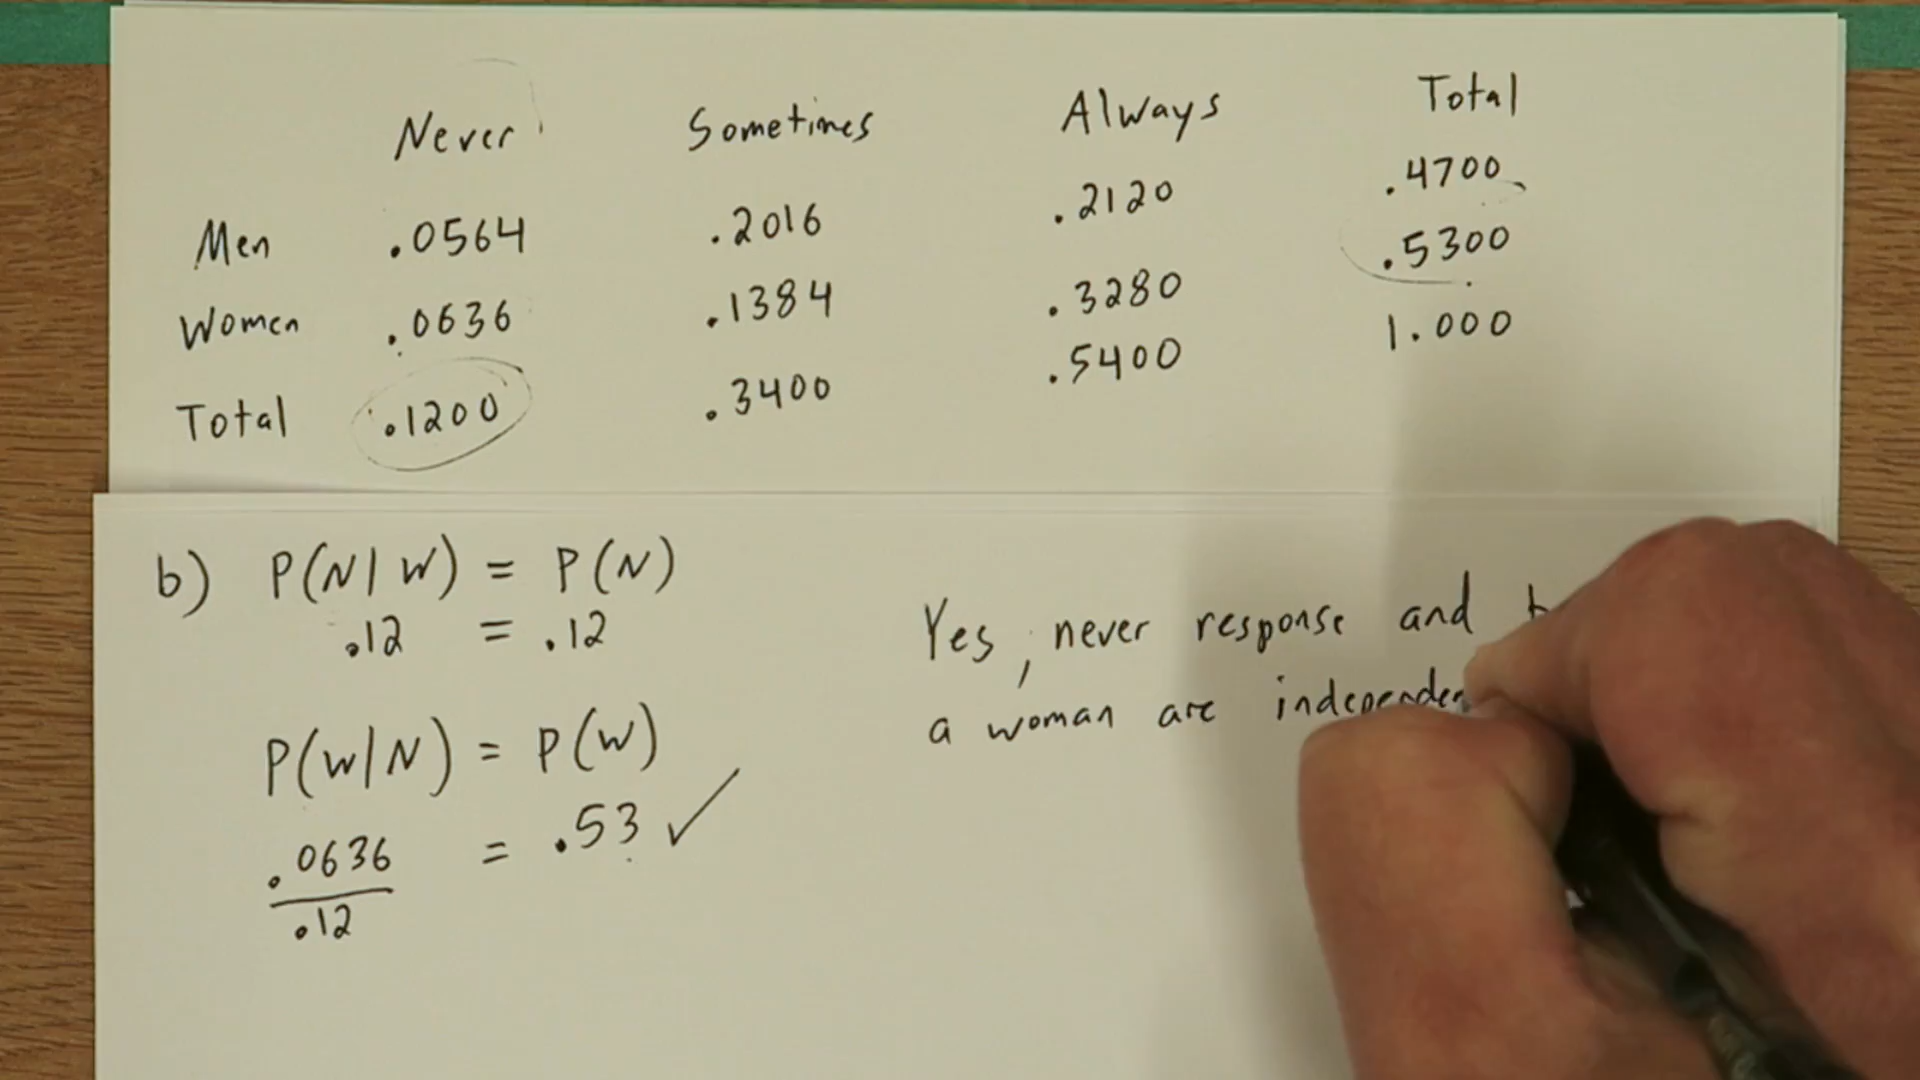 Never Sometimes Always Total
Men .0564 .2016 .2120 .4700
Women .0636 .1384 .3280 .5300
Total .1200 .3400 .5400 1.000
b) P(N|W) = P(N)
.12 = .12
P(W|N) = P(W)
.0636 = .53 ✓
.12
Yes, never response and
a woman are